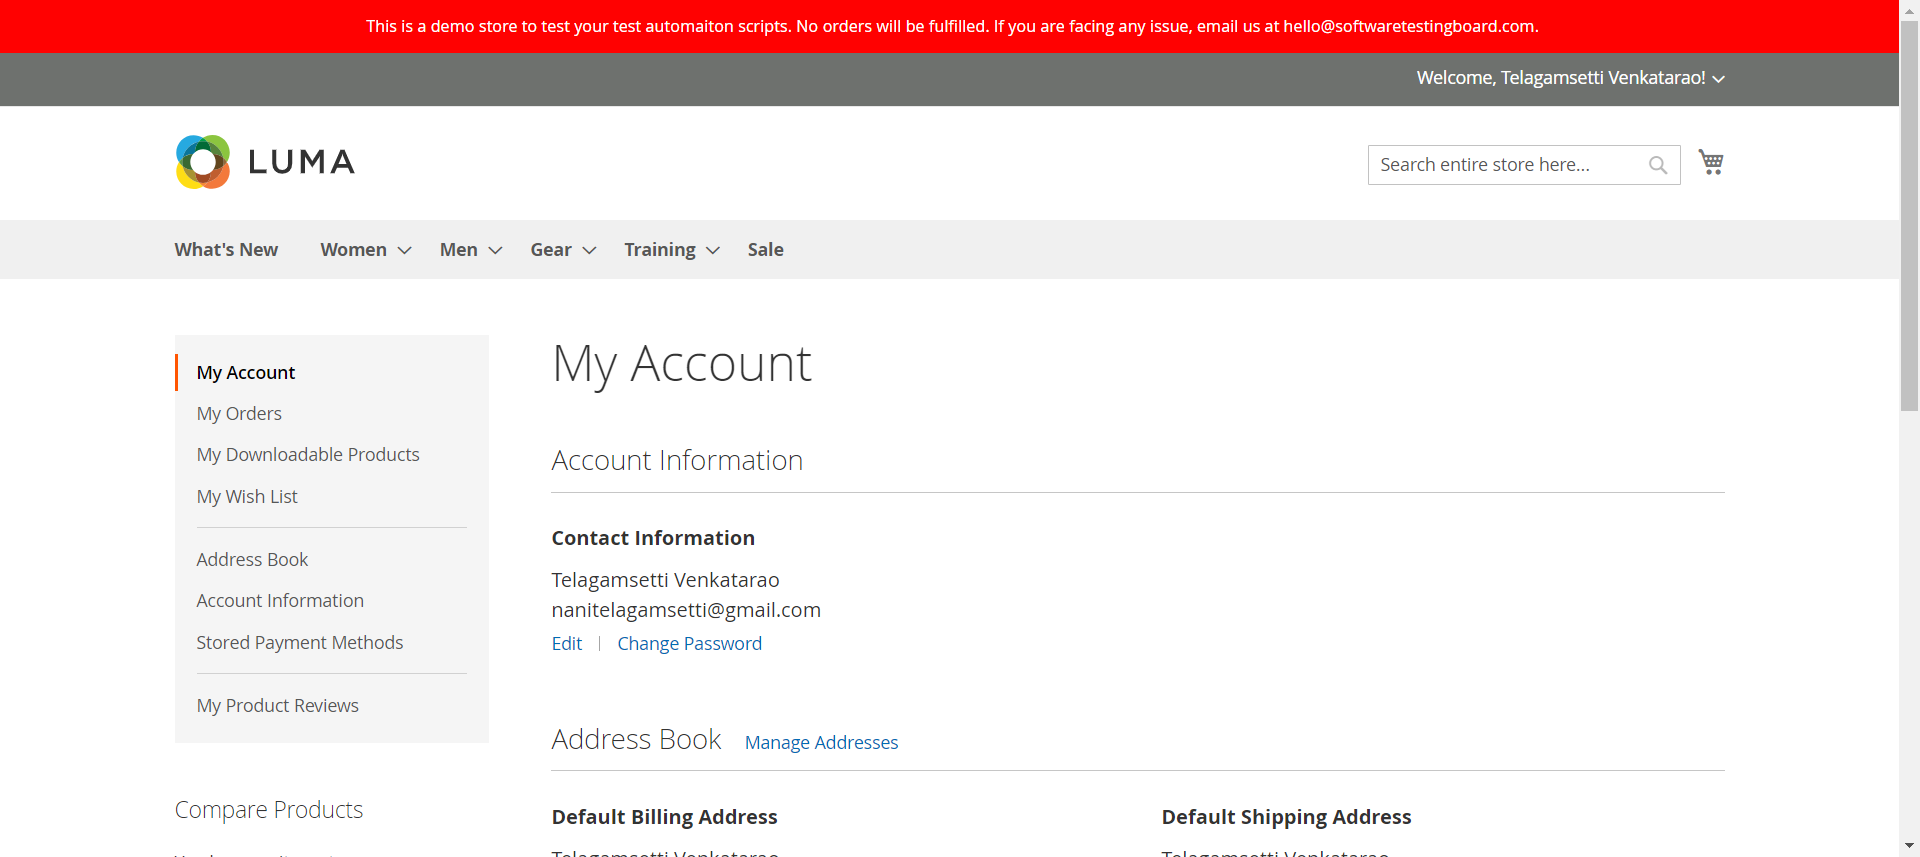 This is a demo store to test your test automaiton scripts. No orders will be fulfilled. If you are facing any issue, email us at hello@softwaretestingboard.com.
Welcome, Telagamsetti Venkatarao!
LUMA
Search entire store here...
What's New Women Men Gear Training Sale
My Account
My Orders
My Downloadable Products
My Wish List
Address Book
Account Information
Stored Payment Methods
My Product Reviews
Compare Products
My Account
Account Information
Contact Information
Telagamsetti Venkatarao
nanitelagamsetti@gmail.com
Edit | Change Password
Address Book Manage Addresses
Default Billing Address
Telagamsetti Venkatarao
Default Shipping Address
Telagamsetti Venkatarao